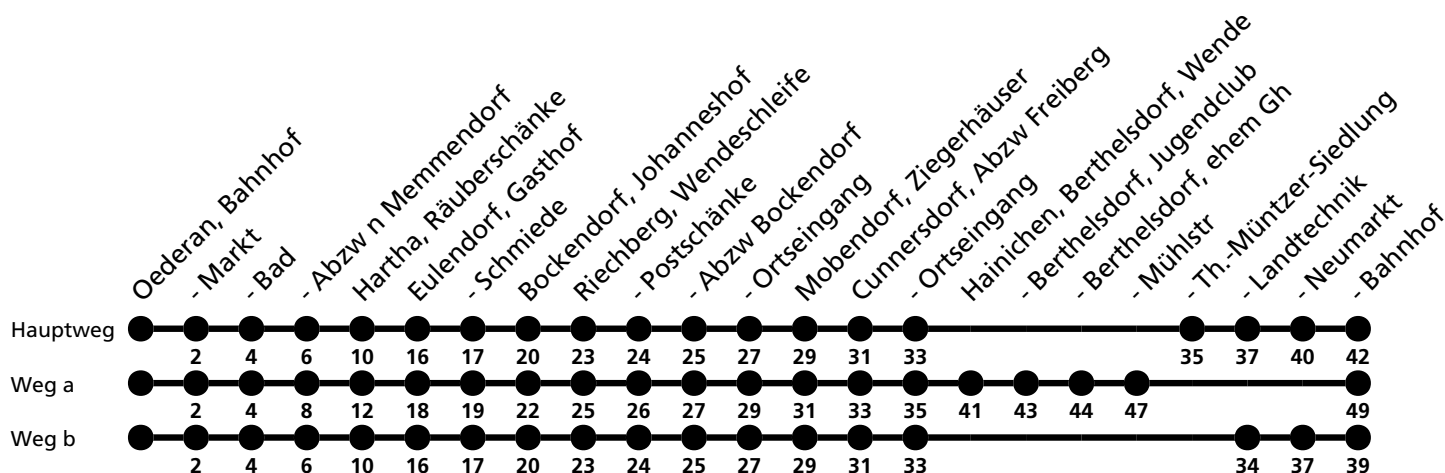 Oederan, Bahnhof
- Markt
- Bad
- Abzw n Memmendorf
Hartha, Räuberschänke
Eulendorf, Gasthof
- Schmiede
Bockendorf, Johanneshof
Riechberg, Wendeschleife
- Postschänke
- Abzw Bockendorf
- Ortseingang
Mobendorf, Ziegerhäuser
Cunnersdorf, Abzw Freiberg
- Ortseingang
Hainichen, Berthelsdorf, Wende
- Berthelsdorf, Jugendclub
- Berthelsdorf, ehem Gh
- Mühlstr
- Th.-Müntzer-Siedlung
- Landtechnik
- Neumarkt
- Bahnhof
Hauptweg
2 4 6 10 16 17 20 23 24 25 27 29 31 33 35 37 40 42
Weg a
2 4 8 12 18 19 22 25 26 27 29 31 33 35 41 43 44 47 49
Weg b
2 4 6 10 16 17 20 23 24 25 27 29 31 33 34 37 39